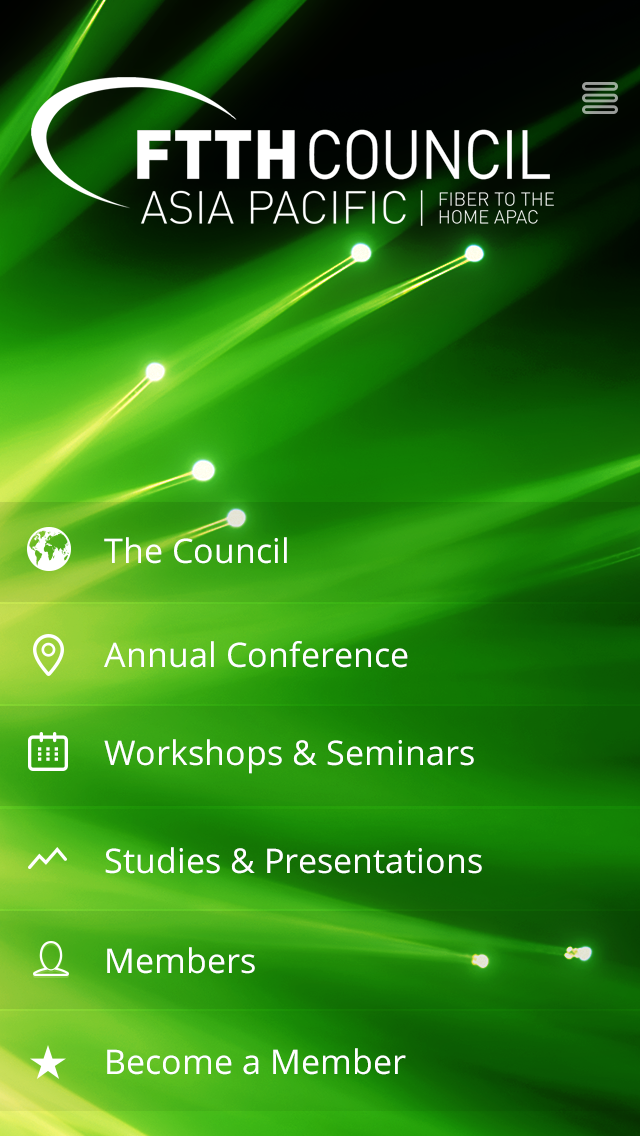 FTTH COUNCIL
ASIA PACIFIC | FIBER TO THE
HOME APAC
The Council
Annual Conference
Workshops & Seminars
Studies & Presentations
Members
Become a Member